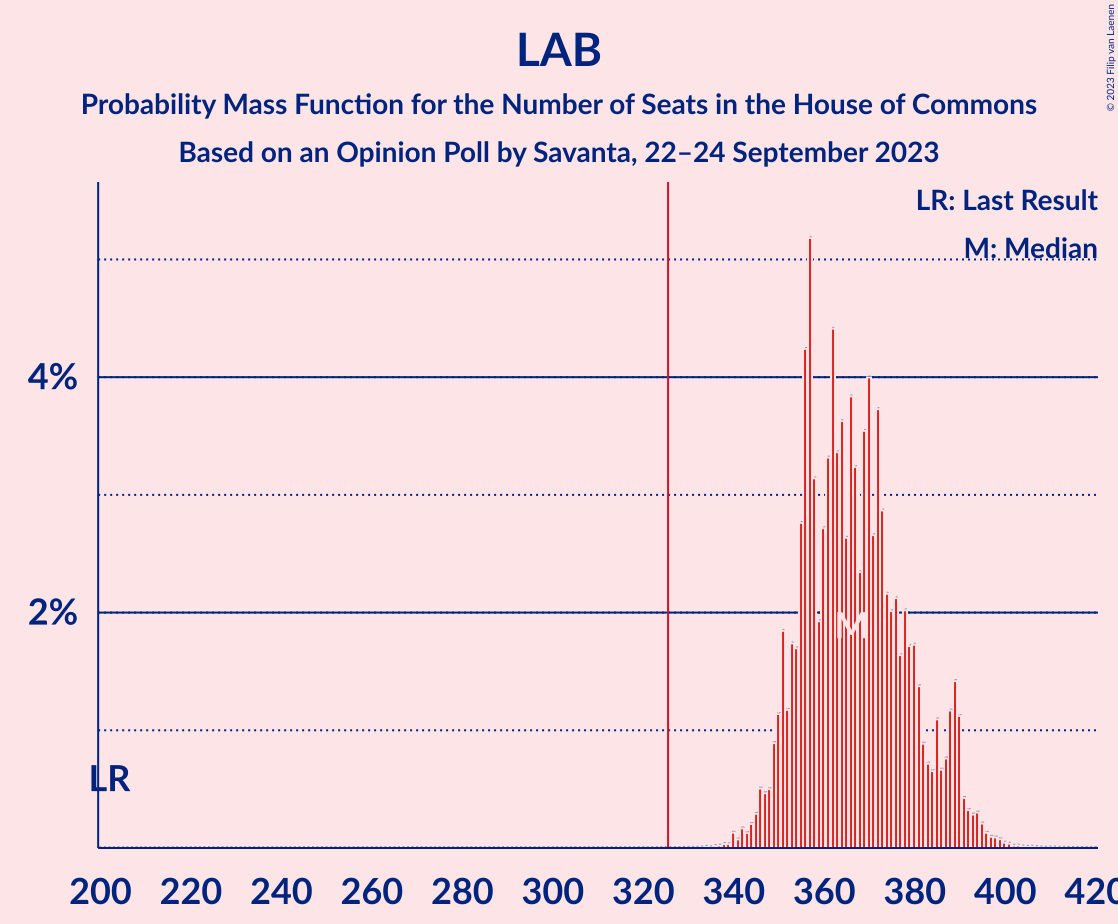 LAB
Probability Mass Function for the Number of Seats in the House of Commons
Based on an Opinion Poll by Savanta, 22–24 September 2023
© 2023 Filip van Laenen
LR: Last Result
M: Median
4%
2%
M
LR
200 220 240 260 280 300 320 340 360 380 400 420